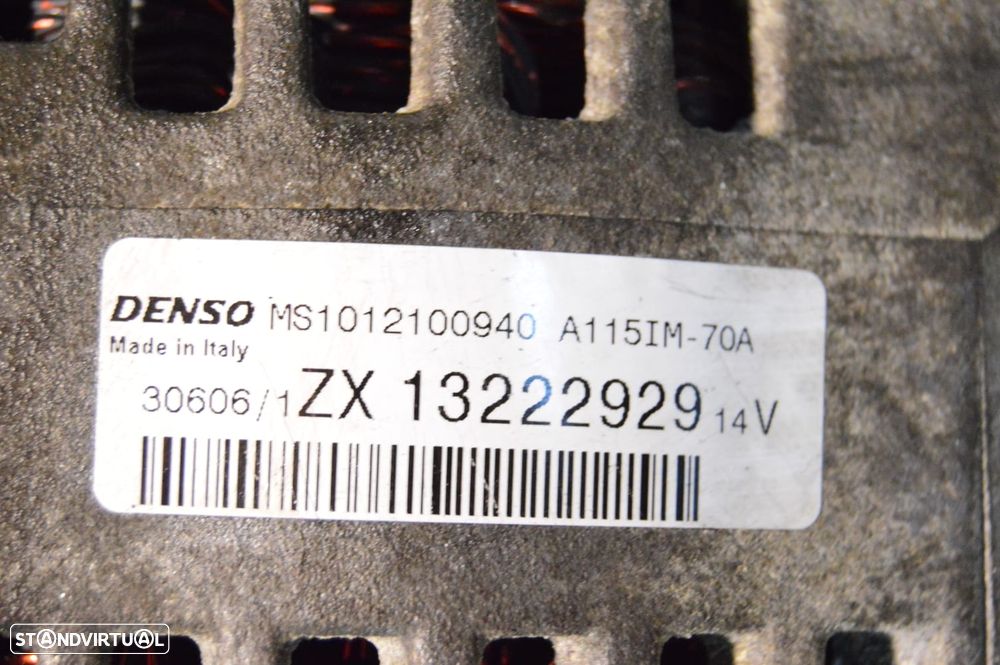 DENSO MS1012100940 A115IM-70A
Made in Italy
30606/1 ZX 13222929 14V
STANDVIRTUAL